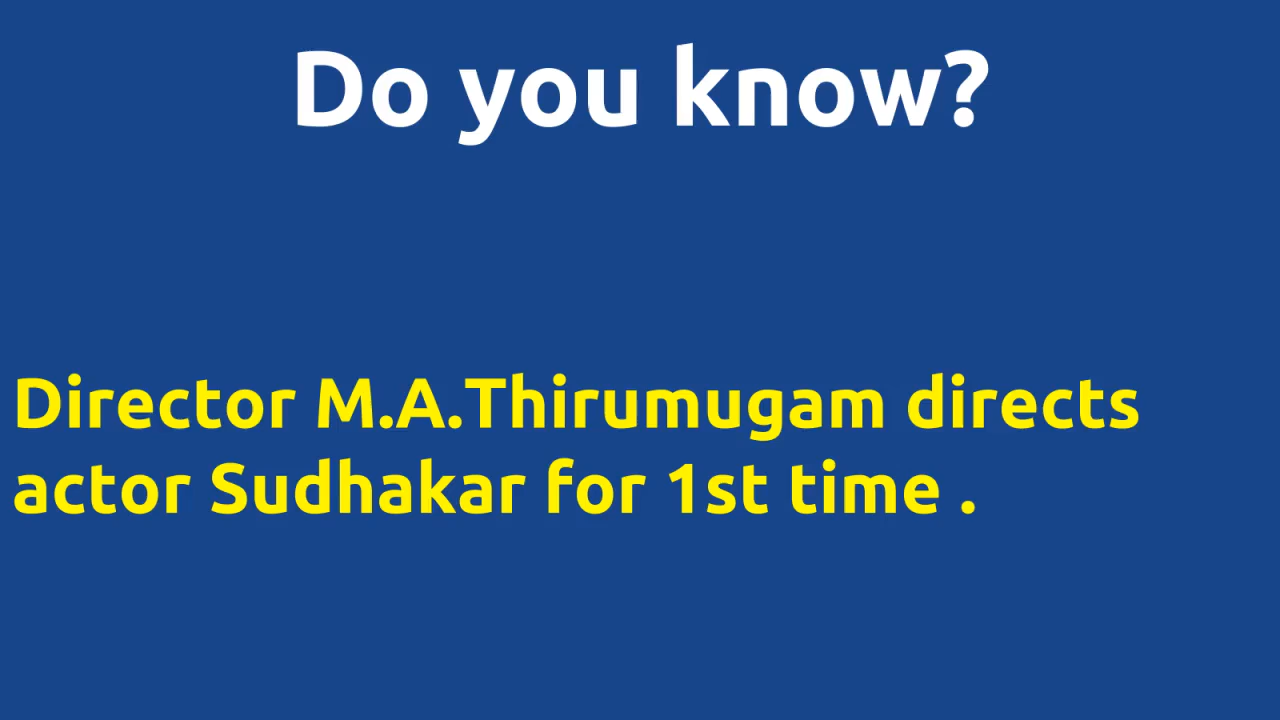 Do you know?
Director M.A.Thirumugam directs
actor Sudhakar for 1st time .